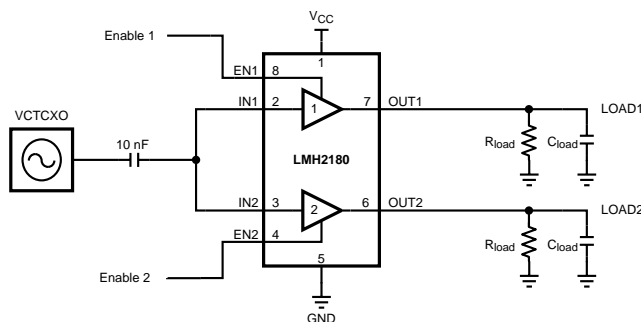 VCC
Enable 1
1
EN1 8
VCTCXO
IN1 2 1 7 OUT1 LOAD1
10 nF
Rload Cload
LMH2180
IN2 3 2 6 OUT2 LOAD2
EN2 4
Rload Cload
Enable 2
5
GND